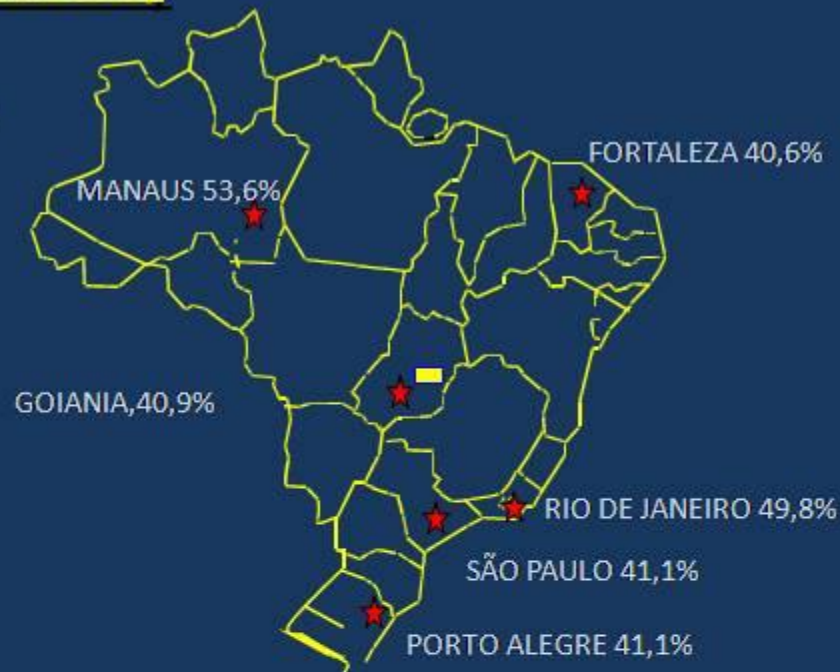 FORTALEZA 40,6%
MANAUS 53,6%
GOIANIA,40,9%
RIO DE JANEIRO 49,8%
SÃO PAULO 41,1%
PORTO ALEGRE 41,1%